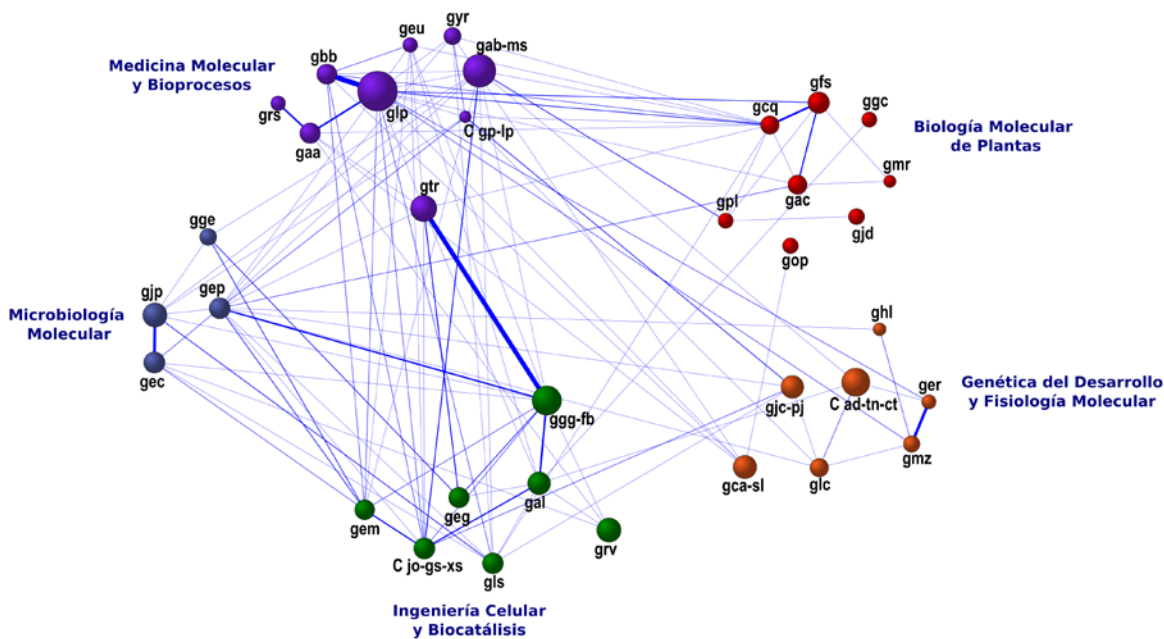 gyr
geu
gab-ms
gbb
Medicina Molecular
y Bioprocesos
glp
grs
gaa
C gp-lp
gtr
gfs
ggc
gcq
Biología Molecular
de Plantas
gmr
gac
gpl
gjd
gop
gge
gjp
gep
Microbiología
Molecular
gec
ghl
ger
Genética del Desarrollo
y Fisiología Molecular
C ad-tn-ct
gjc-pj
gmz
gca-sl
glc
ggg-fb
gal
geg
gem
grv
C jo-gs-xs
gls
Ingeniería Celular
y Biocatálisis